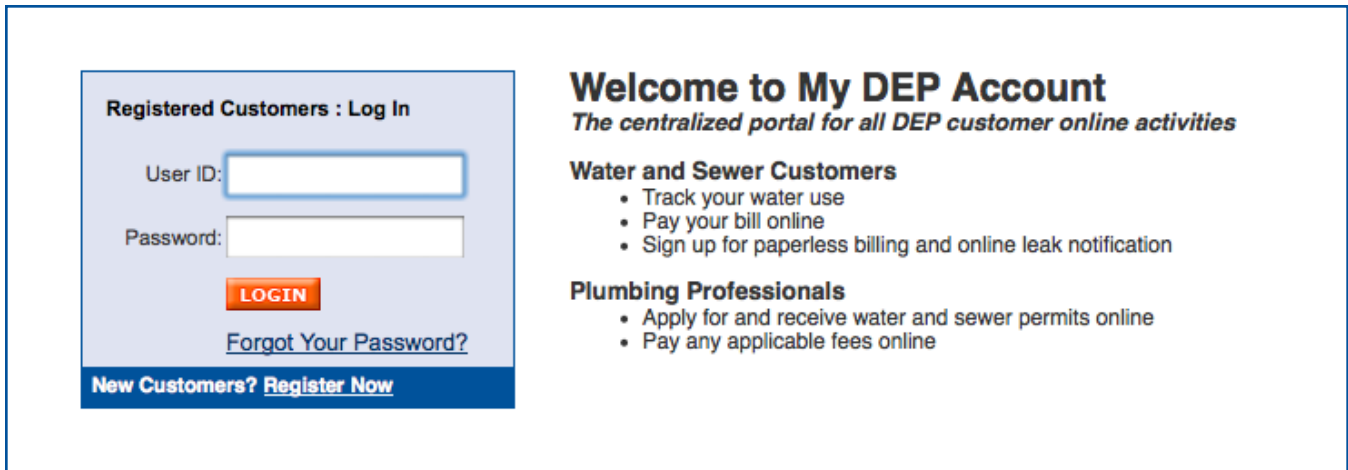 Registered Customers : Log In
User ID:
Password:
LOGIN
Forgot Your Password?
New Customers? Register Now
Welcome to My DEP Account
The centralized portal for all DEP customer online activities
Water and Sewer Customers
• Track your water use
• Pay your bill online
• Sign up for paperless billing and online leak notification
Plumbing Professionals
• Apply for and receive water and sewer permits online
• Pay any applicable fees online